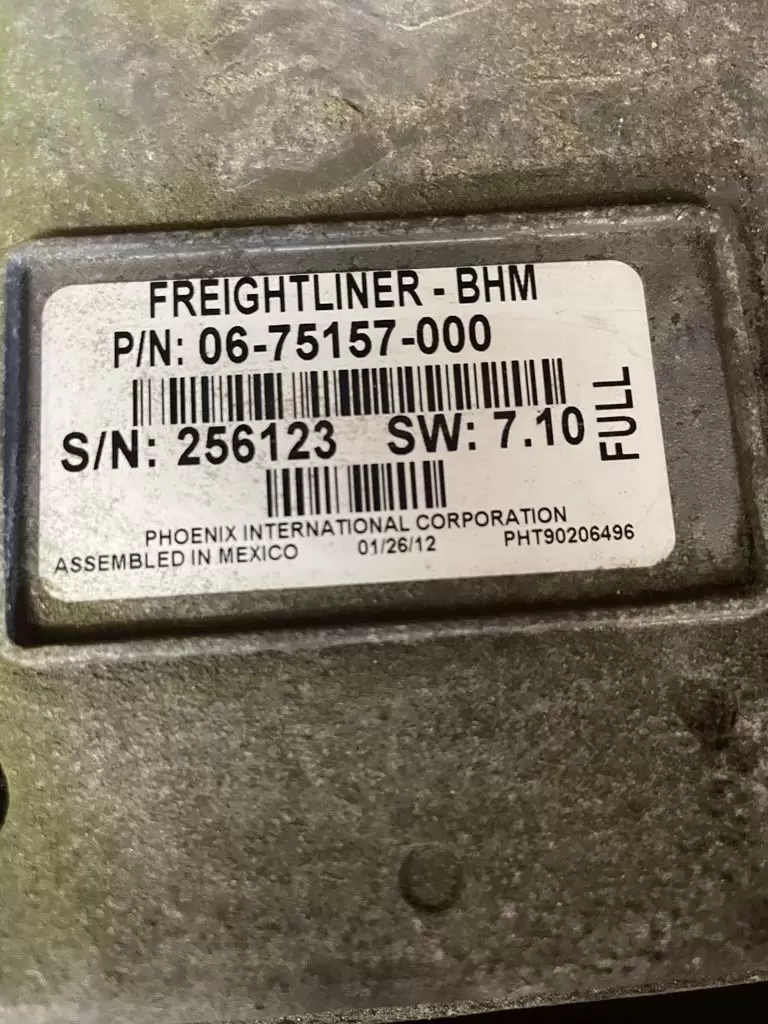 FREIGHTLINER - BHM
P/N: 06-75157-000
S/N: 256123 SW: 7.10
FULL
PHOENIX INTERNATIONAL CORPORATION
ASSEMBLED IN MEXICO 01/26/12 PHT90206496